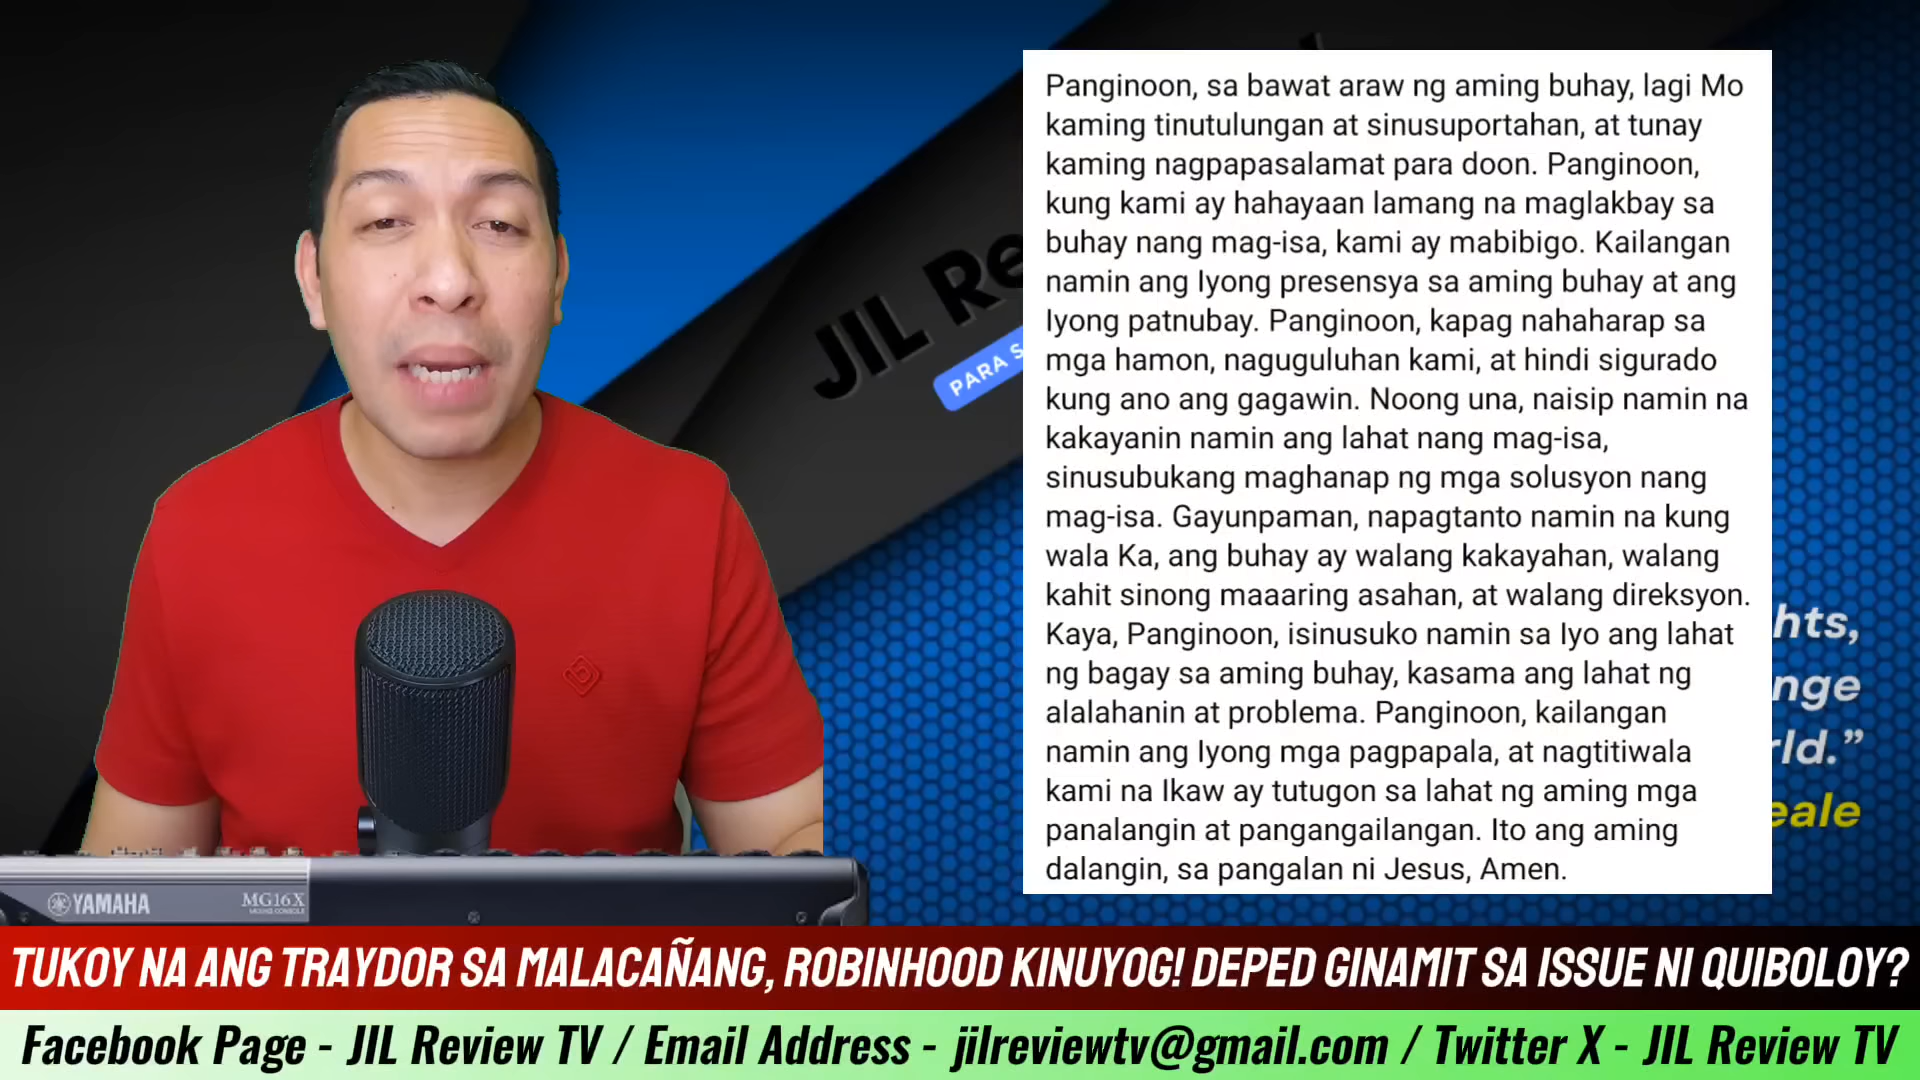 Panginoon, sa bawat araw ng aming buhay, lagi Mo
kaming tinutulungan at sinusuportahan, at tunay
kaming nagpapasalamat para doon. Panginoon,
kung kami ay hahayaan lamang na maglakbay sa
buhay nang mag-isa, kami ay mabibigo. Kailangan
namin ang Iyong presensya sa aming buhay at ang
Iyong patnubay. Panginoon, kapag nahaharap sa
mga hamon, naguguluhan kami, at hindi sigurado
kung ano ang gagawin. Noong una, naisip namin na
kakayanin namin ang lahat nang mag-isa,
sinusubukang maghanap ng mga solusyon nang
mag-isa. Gayunpaman, napagtanto namin na kung
wala Ka, ang buhay ay walang kakayahan, walang
kahit sinong maaaring asahan, at walang direksyon.
Kaya, Panginoon, isinusuko namin sa Iyo ang lahat
ng bagay sa aming buhay, kasama ang lahat ng
alalahanin at problema. Panginoon, kailangan
namin ang Iyong mga pagpapala, at nagtitiwala
kami na Ikaw ay tutugon sa lahat ng aming mga
panalangin at pangangailangan. Ito ang aming
dalangin, sa pangalan ni Jesus, Amen.
JIL Re
PARA S
hts,
nge
rld.”
eale
YAMAHA
MG16X
MIXING CONSOLE
TUKOY NA ANG TRAYDOR SA MALACAÑANG, ROBINHOOD KINUYOG! DEPED GINAMIT SA ISSUE NI QUIBOLOY?
Facebook Page - JIL Review TV / Email Address - jilreviewtv@gmail.com / Twitter X - JIL Review TV